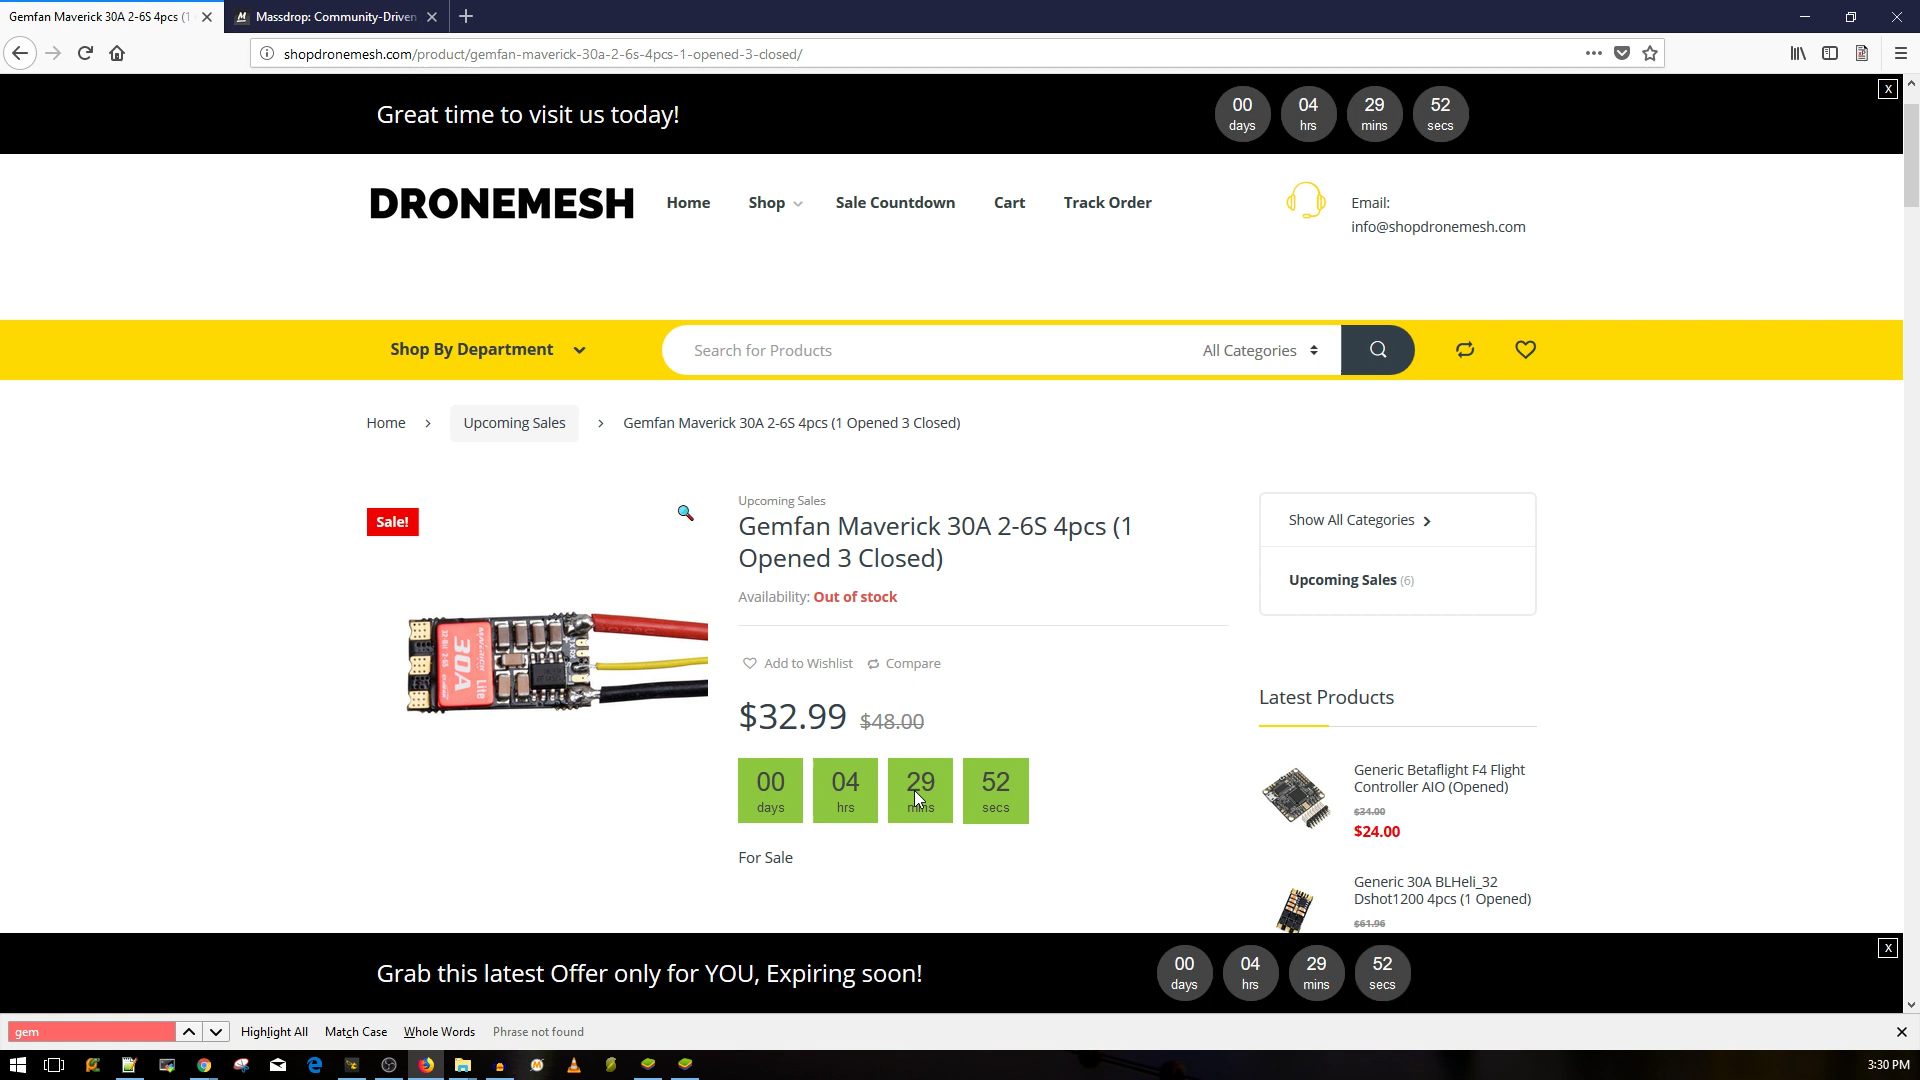 Gemfan Maverick 30A 2-6S 4pcs (1
Massdrop: Community-Driven
shopdronemesh.com/product/gemfan-maverick-30a-2-6s-4pcs-1-opened-3-closed/
Great time to visit us today!
00 04 29 52
days hrs mins secs
X
DRONEMESH
Home Shop Sale Countdown Cart Track Order
Email:
info@shopdronemesh.com
Shop By Department
Search for Products
All Categories
Home > Upcoming Sales > Gemfan Maverick 30A 2-6S 4pcs (1 Opened 3 Closed)
Sale!
30A
Lite
Upcoming Sales
Gemfan Maverick 30A 2-6S 4pcs (1
Opened 3 Closed)
Availability: Out of stock
Add to Wishlist Compare
$32.99 $48.00
00 04 29 52
days hrs mins secs
For Sale
Show All Categories
Upcoming Sales (6)
Latest Products
Generic Betaflight F4 Flight
Controller AIO (Opened)
$34.00
$24.00
Generic 30A BLHeli_32
Dshot1200 4pcs (1 Opened)
$61.96
Grab this latest Offer only for YOU, Expiring soon!
00 04 29 52
days hrs mins secs
X
gem
Highlight All Match Case Whole Words Phrase not found
3:30 PM